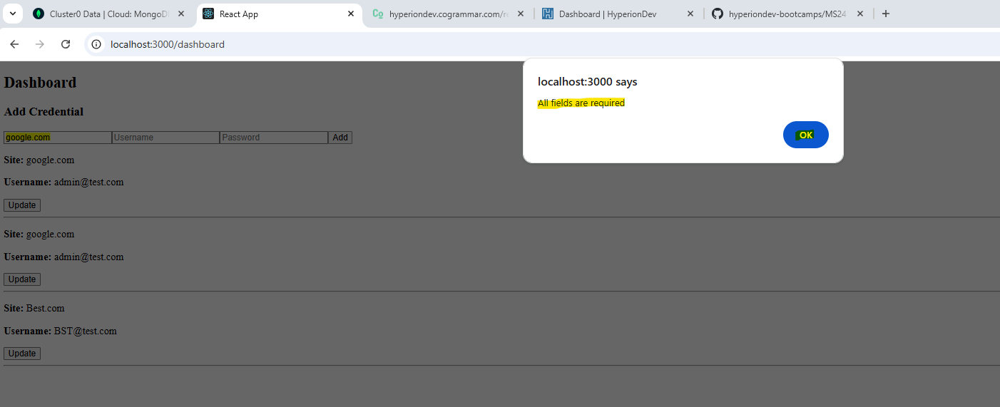 Cluster0 Data | Cloud: MongoD
React App
hyperiondev.cogrammar.com/re
Dashboard | HyperionDev
hyperiondev-bootcamps/MS24
localhost:3000/dashboard
localhost:3000 says
All fields are required
OK
Dashboard
Add Credential
google.com Username Password Add
Site: google.com
Username: admin@test.com
Update
Site: google.com
Username: admin@test.com
Update
Site: Best.com
Username: BST@test.com
Update